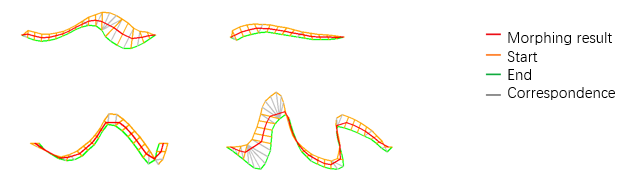 Morphing result
Start
End
Correspondence